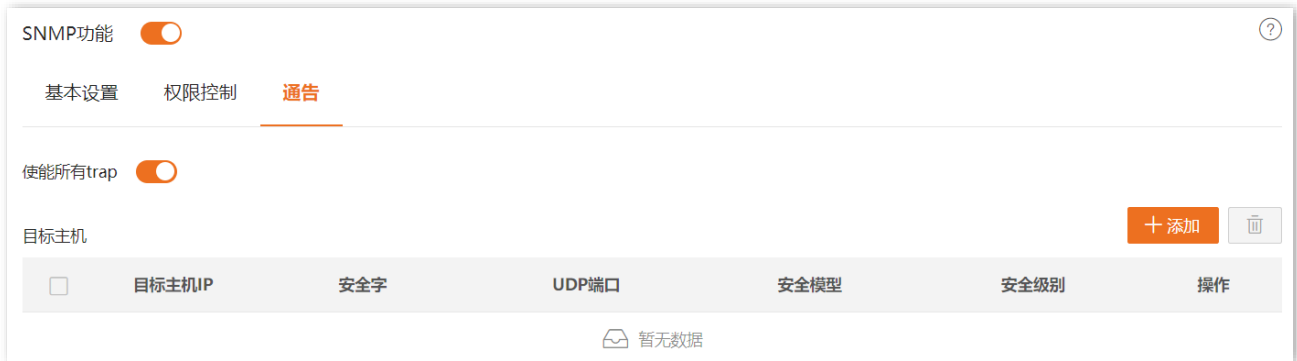 SNMP功能
?
基本设置 权限控制 通告
使能所有trap
目标主机
添加
目标主机IP 安全字 UDP端口 安全模型 安全级别 操作
暂无数据